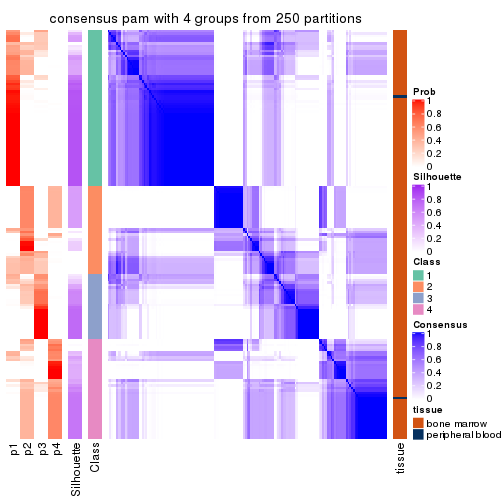 consensus pam with 4 groups from 250 partitions
Prob
1
0.8
0.6
0.4
0.2
0
Silhouette
1
0.8
0.6
0.4
0.2
0
Class
1
2
3
4
Consensus
1
0.8
0.6
0.4
0.2
0
tissue
bone marrow
peripheral blood
p1
p2
p3
p4
Silhouette
Class
tissue